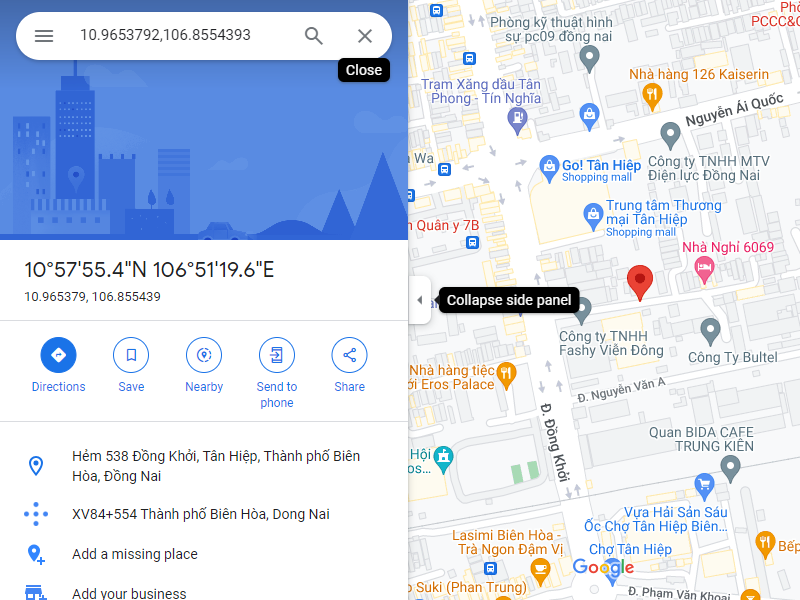 10.9653792,106.8554393
Close
10°57'55.4"N 106°51'19.6"E
10.965379, 106.855439
Directions
Save
Nearby
Send to
phone
Share
Hẻm 538 Đồng Khởi, Tân Hiệp, Thành phố Biên
Hòa, Đồng Nai
XV84+554 Thành phố Biên Hòa, Dong Nai
Add a missing place
Add your business
Collapse side panel
Phòng kỹ thuật hình
sự pc09 đồng nai
PCCC&C
Nhà hàng 126 Kaiserin
Trạm Xăng dầu Tân
Phong - Tín Nghĩa
Nguyễn Ái Quốc
Wa
Go! Tân Hiệp
Shopping mall
Công ty TNHH MTV
Điện lực Đồng Nai
Trung tâm Thương
mại Tân Hiệp
Shopping mall
Quán y 7B
Nhà Nghỉ 6069
Công ty TNHH
Fashy Viễn Đông
Công Ty Bultel
Nhà hàng tiệc
ới Eros Palace
Đ. Nguyễn Văn A
Đ. Đồng Khởi
Quan BIDA CAFE
TRUNG KIÊN
Hội
os...
Vựa Hải Sản Sáu
Ốc Chợ Tân Hiệp Biên...
Lasimi Biên Hòa -
Trà Ngon Đậm Vị
Chợ Tân Hiệp
Bếp
Google
o Suki (Phan Trung)
Đ. Phạm Văn Khoai